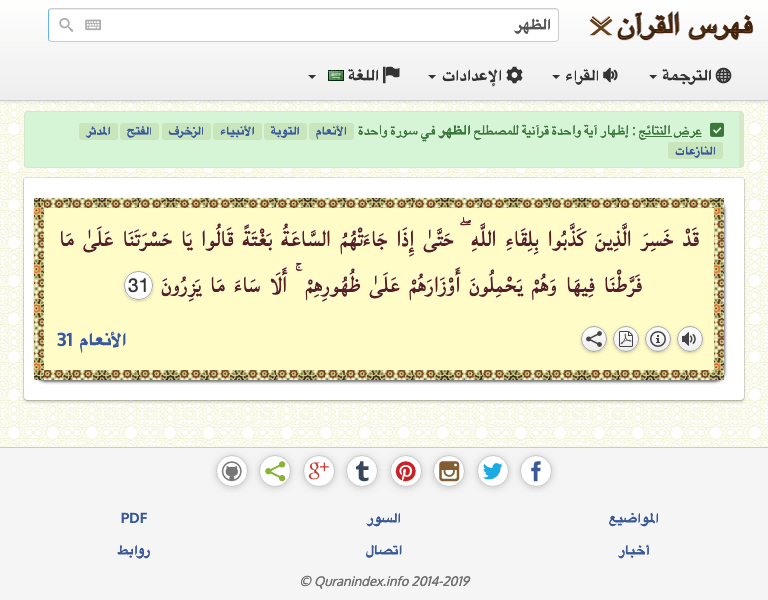 فهرس القرآن
الظهر
الترجمة القراء الإعدادات اللغة
عرض النتائج : إظهار آية واحدة قرآنية للمصطلح الظهر في سورة واحدة الأنعام التوبة الأنبياء الزخرف الفتح المدثر
النازعات
قَدْ خَسِرَ الَّذِينَ كَذَّبُوا بِلِقَاءِ اللَّهِ ۖ حَتَّىٰ إِذَا جَاءَتْهُمُ السَّاعَةُ بَغْتَةً قَالُوا يَا حَسْرَتَنَا عَلَىٰ مَا
فَرَّطْنَا فِيهَا وَهُمْ يَحْمِلُونَ أَوْزَارَهُمْ عَلَىٰ ظُهُورِهِمْ ۚ أَلَا سَاءَ مَا يَزِرُونَ 31
الأنعام 31
المواضيع السور PDF
أخبار اتصال روابط
© Quranindex.info 2014-2019